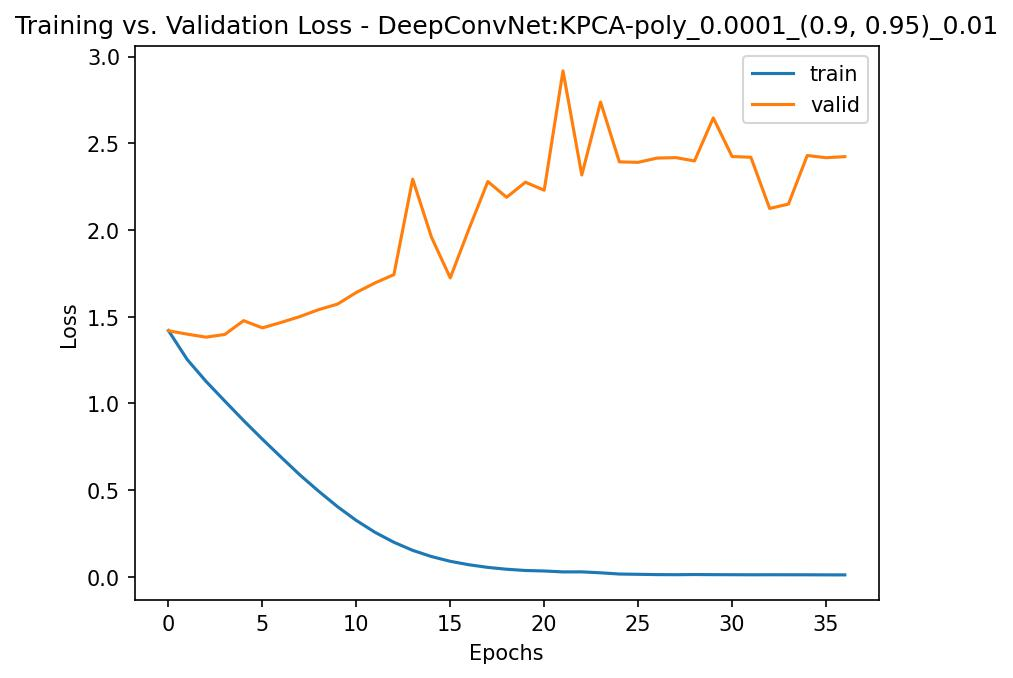 Training vs. Validation Loss - DeepConvNet:KPCA-poly_0.0001_(0.9, 0.95)_0.01
train
valid
3.0
2.5
2.0
1.5
1.0
0.5
0.0
Loss
0 5 10 15 20 25 30 35
Epochs